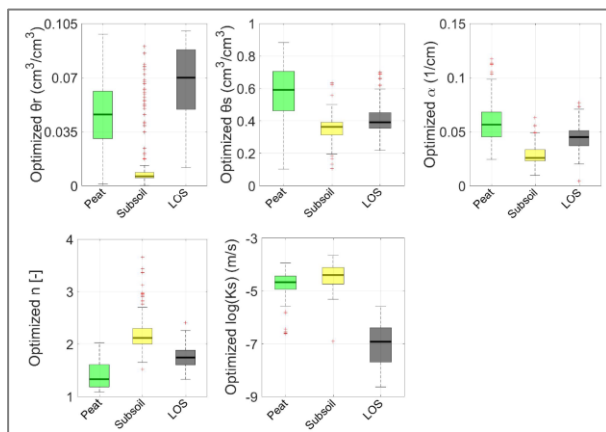 Optimized θr (cm³/cm³)
0.105
0.07
0.035
0
Peat
Subsoil
LOS
Optimized θs (cm³/cm³)
1
0.8
0.6
0.4
0.2
0
Peat
Subsoil
LOS
Optimized α (1/cm)
0.15
0.1
0.05
0
Peat
Subsoil
LOS
Optimized n [-]
4
3
2
1
Peat
Subsoil
LOS
Optimized log(Ks) (m/s)
-3
-5
-7
-9
Peat
Subsoil
LOS